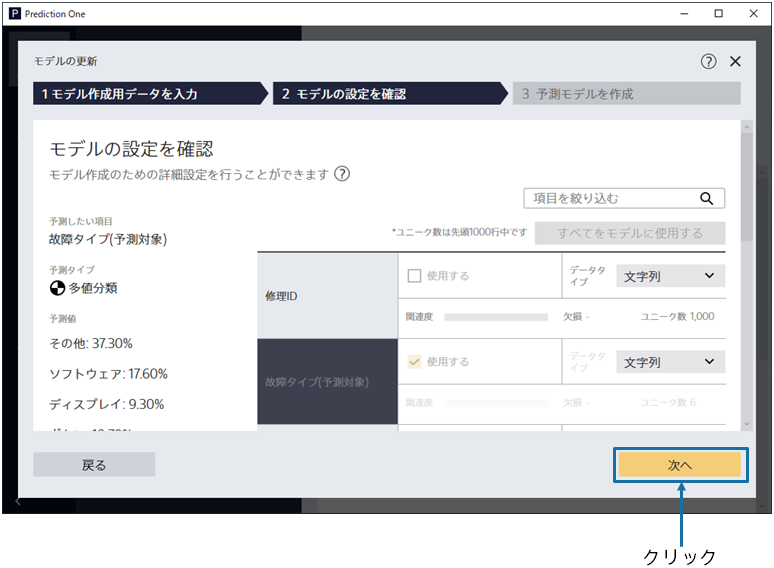 P Prediction One
モデルの更新
?
1 モデル作成用データを入力
2 モデルの設定を確認
3 予測モデルを作成
モデルの設定を確認
モデル作成のための詳細設定を行うことができます ?
項目を絞り込む
予測したい項目
故障タイプ(予測対象)
*ユニーク数は先頭1000行中です
すべてをモデルに使用する
予測タイプ
多値分類
修理ID
使用する
データタイプ
文字列
関連度
欠損 -
ユニーク数 1,000
予測値
その他: 37.30%
ソフトウェア: 17.60%
ディスプレイ: 9.30%
故障タイプ(予測対象)
使用する
データタイプ
文字列
関連度
欠損 -
ユニーク数 6
戻る
次へ
クリック